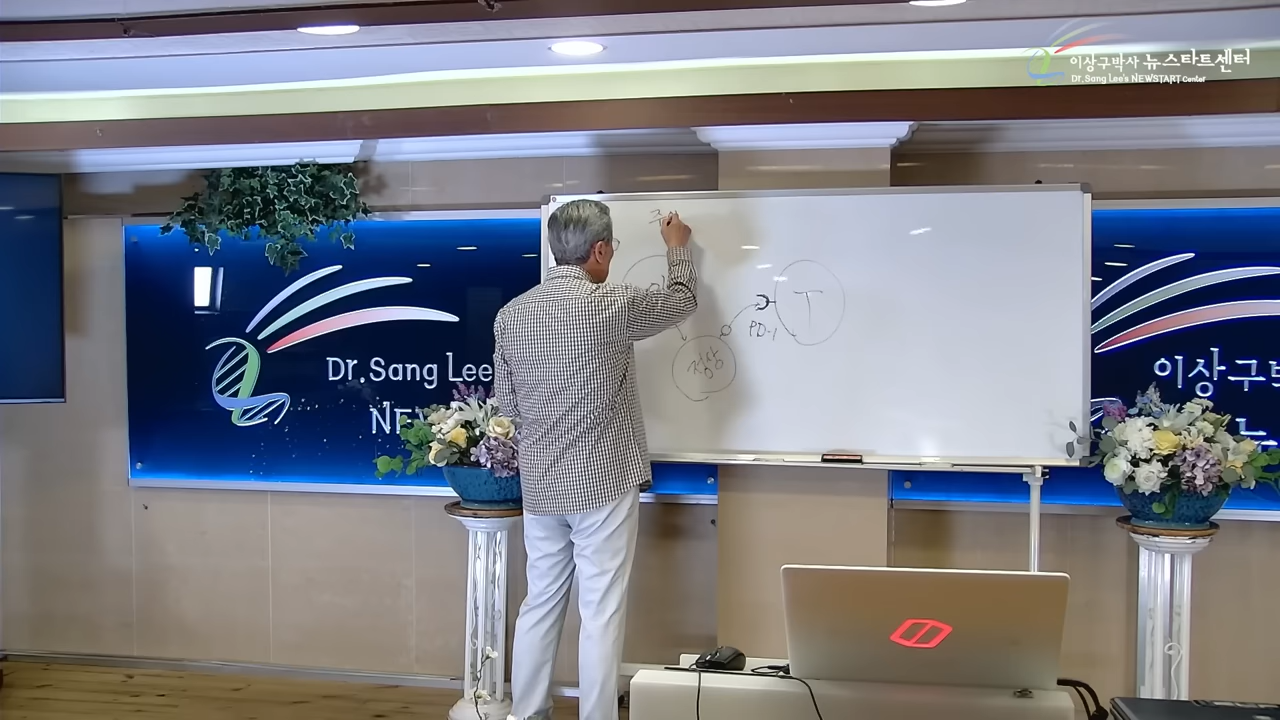 이상구박사 뉴스타트센터
Dr. Sang Lee's NEWSTART Center
Dr.Sang Lee
이상구
T
PD-1
정상